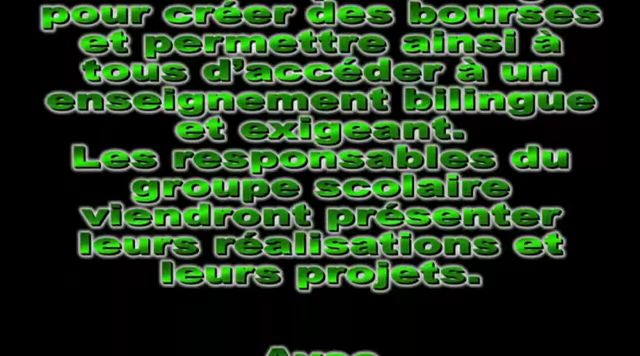 pour créer des bourses
et permettre ainsi à
tous d'accéder à un
enseignement bilingue
et exigeant.
Les responsables du
groupe scolaire
viendront présenter
leurs réalisations et
leurs projets.